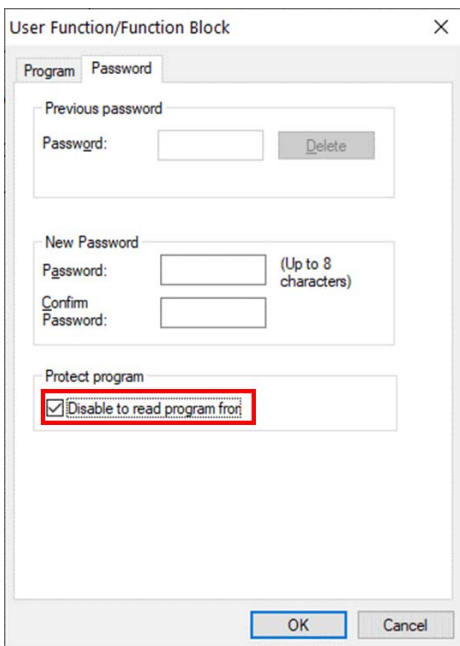 User Function/Function Block
Program Password
Previous password
Password:
Delete
New Password
Password:
(Up to 8
characters)
Confirm
Password:
Protect program
Disable to read program fron
OK Cancel